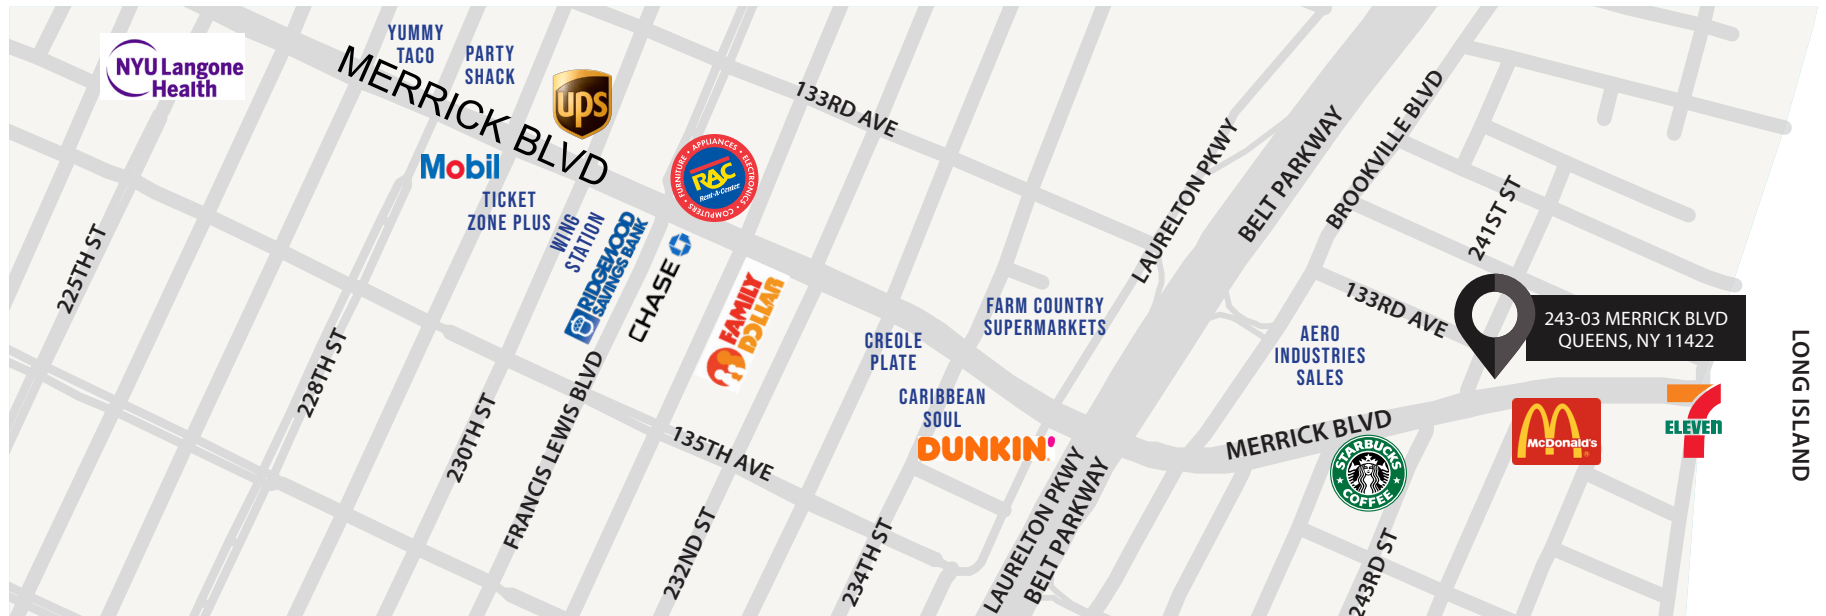 NYU Langone
Health
YUMMY
TACO
PARTY
SHACK
MERRICK BLVD
ups
133RD AVE
Mobil
TICKET
ZONE PLUS
WING
STATION
RIDGEWOOD
SAVINGS BANK
CHASE
FURNITURE • APPLIANCES • ELECTRONICS • COMPUTERS •
RAC
Rent-A-Center
FAMILY
DOLLAR
225TH ST
228TH ST
230TH ST
FRANCIS LEWIS BLVD
135TH AVE
232ND ST
234TH ST
CREOLE
PLATE
CARIBBEAN
SOUL
DUNKIN'
FARM COUNTRY
SUPERMARKETS
LAURELTON PKWY
BELT PARKWAY
BROOKVILLE BLVD
241ST ST
133RD AVE
AERO
INDUSTRIES
SALES
243-03 MERRICK BLVD
QUEENS, NY 11422
LONG ISLAND
MERRICK BLVD
STARBUCKS
COFFEE
McDonald's
7
ELEVEN
LAURELTON PKWY
BELT PARKWAY
243RD ST